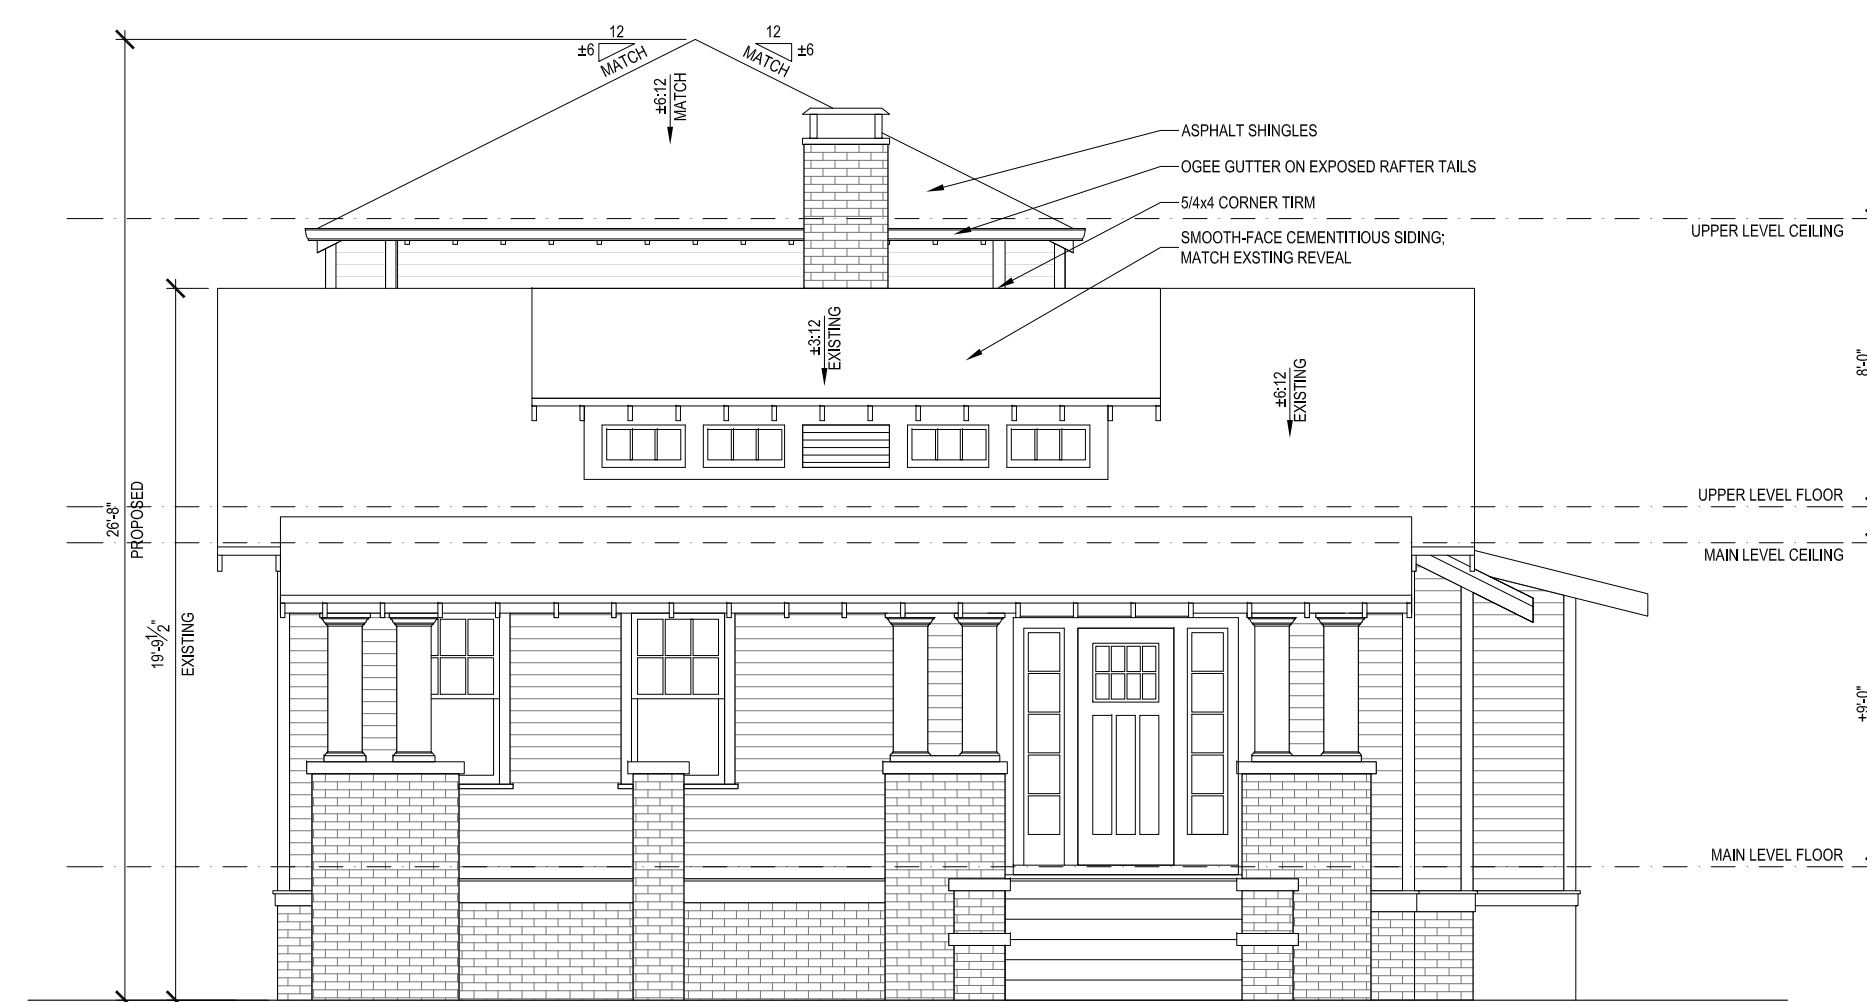 12
±6
MATCH
12
±6
MATCH
±6:12
MATCH
ASPHALT SHINGLES
OGEE GUTTER ON EXPOSED RAFTER TAILS
5/4x4 CORNER TIRM
SMOOTH-FACE CEMENTITIOUS SIDING;
MATCH EXSTING REVEAL
UPPER LEVEL CEILING
±3:12
EXISTING
±6:12
EXISTING
8'-0"
UPPER LEVEL FLOOR
26'-8"
PROPOSED
MAIN LEVEL CEILING
19'-9½"
EXISTING
±9'-0"
MAIN LEVEL FLOOR